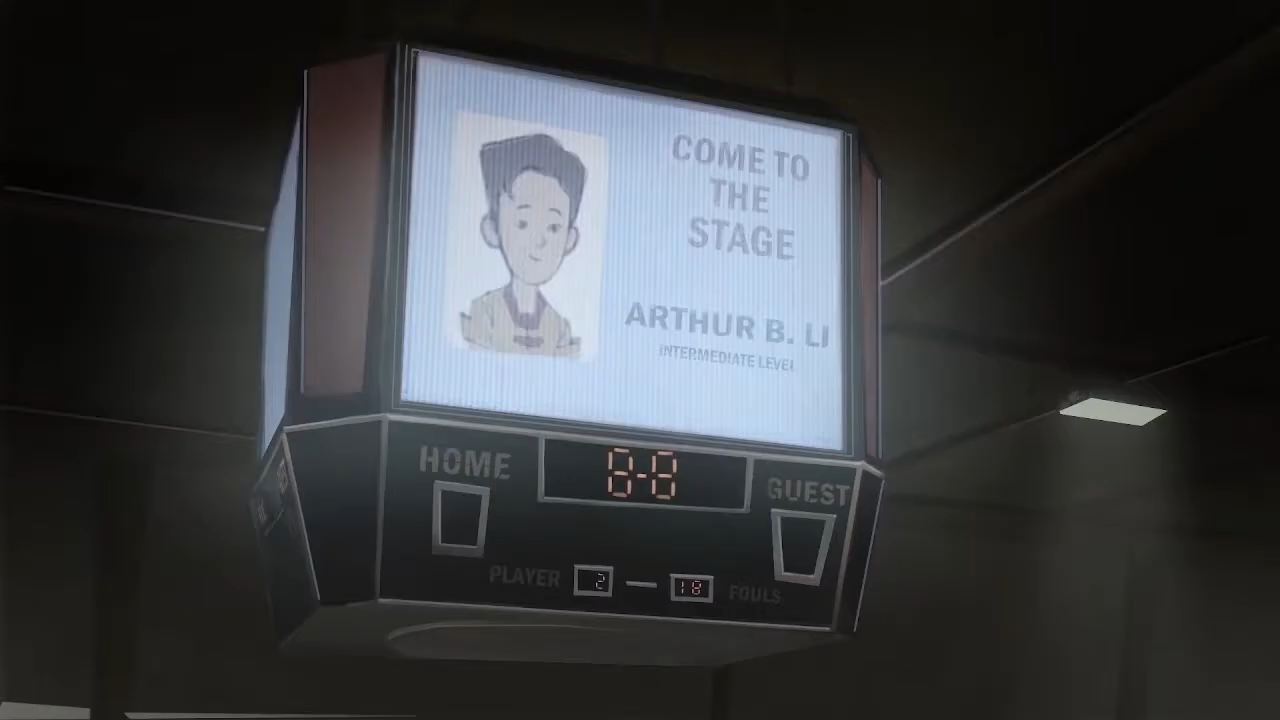 COME TO
THE
STAGE
ARTHUR B. LI
INTERMEDIATE LEVEL
HOME
8-8
GUEST
PLAYER 2 — 18 FOULS